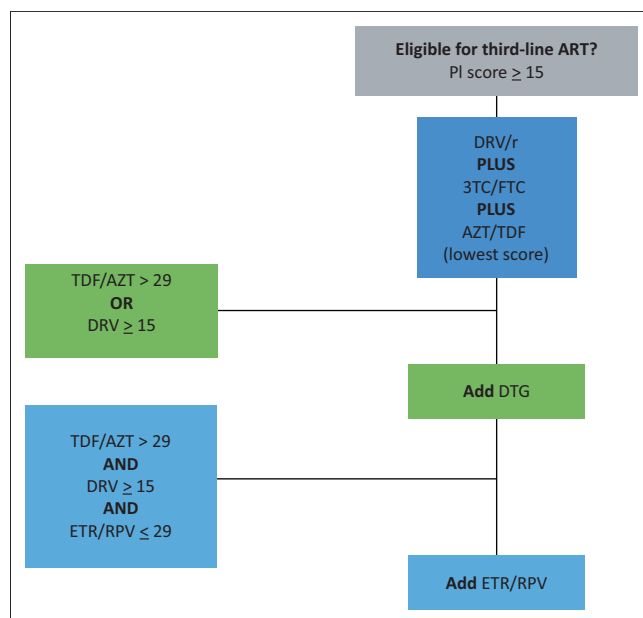 Eligible for third-line ART?
PI score ≥ 15
DRV/r
PLUS
3TC/FTC
PLUS
AZT/TDF
(lowest score)
TDF/AZT > 29
OR
DRV ≥ 15
Add DTG
TDF/AZT > 29
AND
DRV ≥ 15
AND
ETR/RPV ≤ 29
Add ETR/RPV